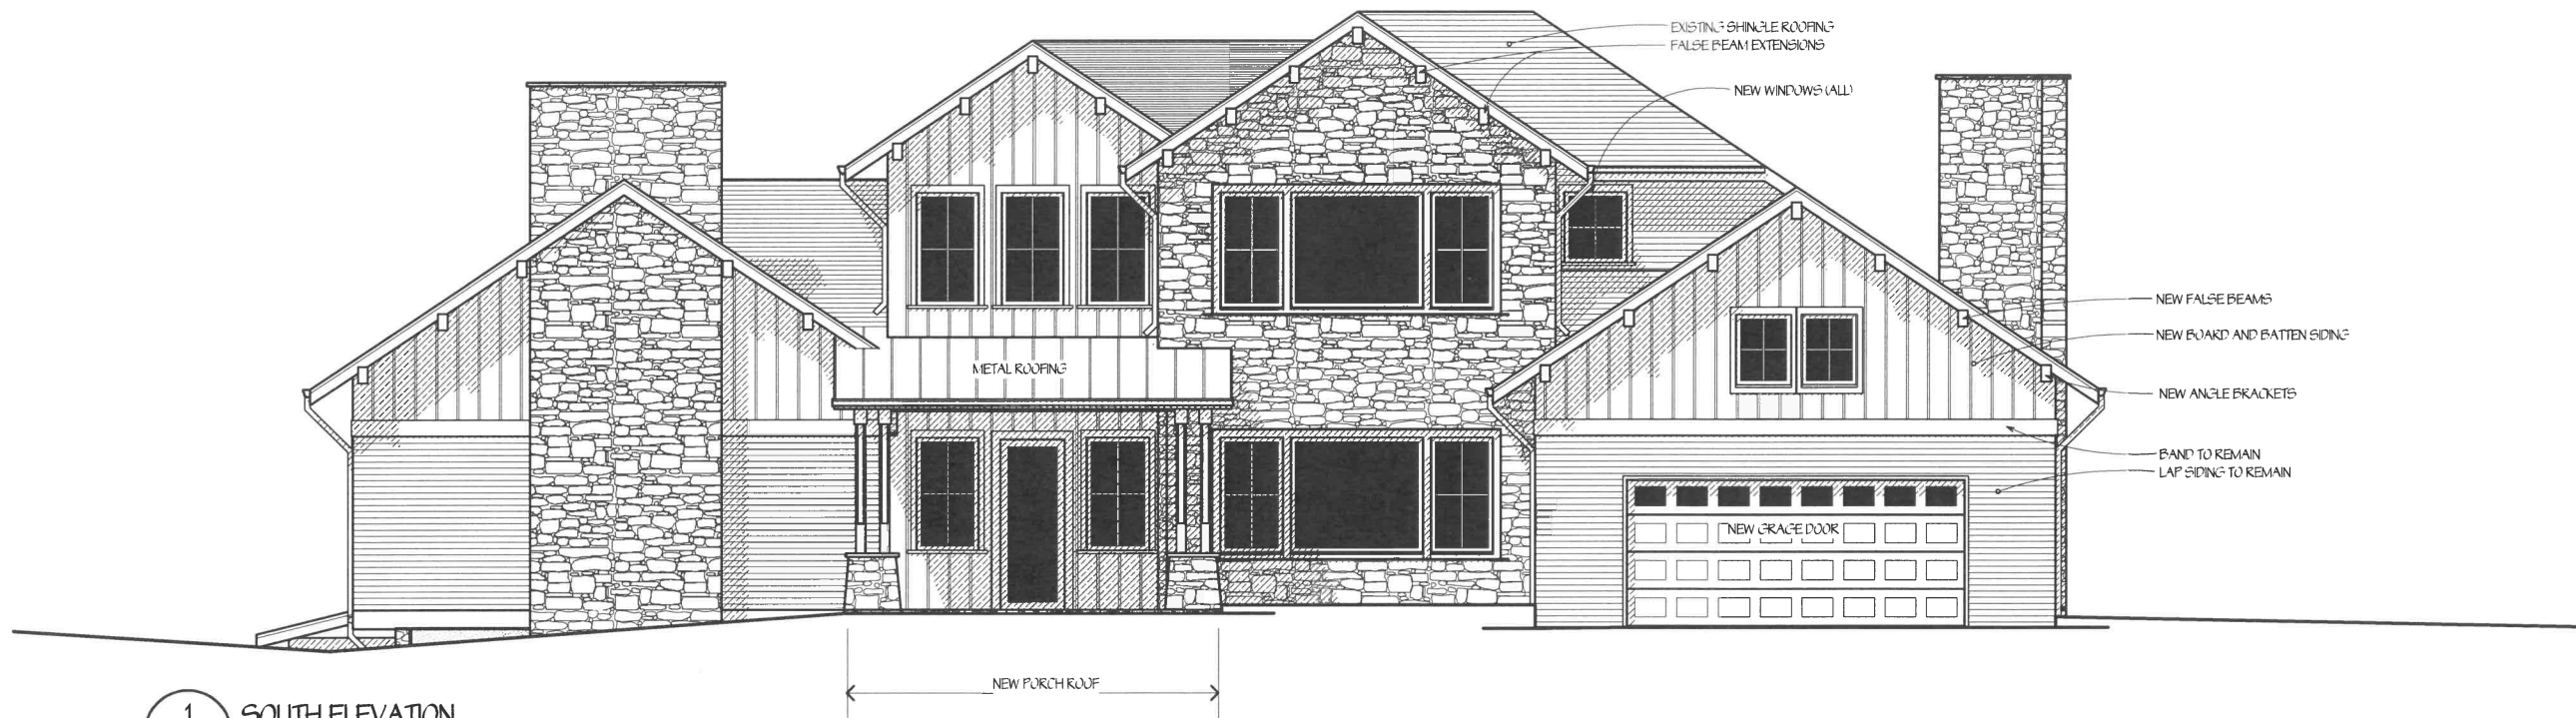 EXISTING SHINGLE ROOFING
FALSE BEAM EXTENSIONS
NEW WINDOWS (ALL)
NEW FALSE BEAMS
NEW BOARD AND BATTEN SIDING
METAL ROOFING
NEW ANGLE BRACKETS
BAND TO REMAIN
LAP SIDING TO REMAIN
NEW GRAGE DOOR
NEW PORCH ROOF
1
SOUTH ELEVATION